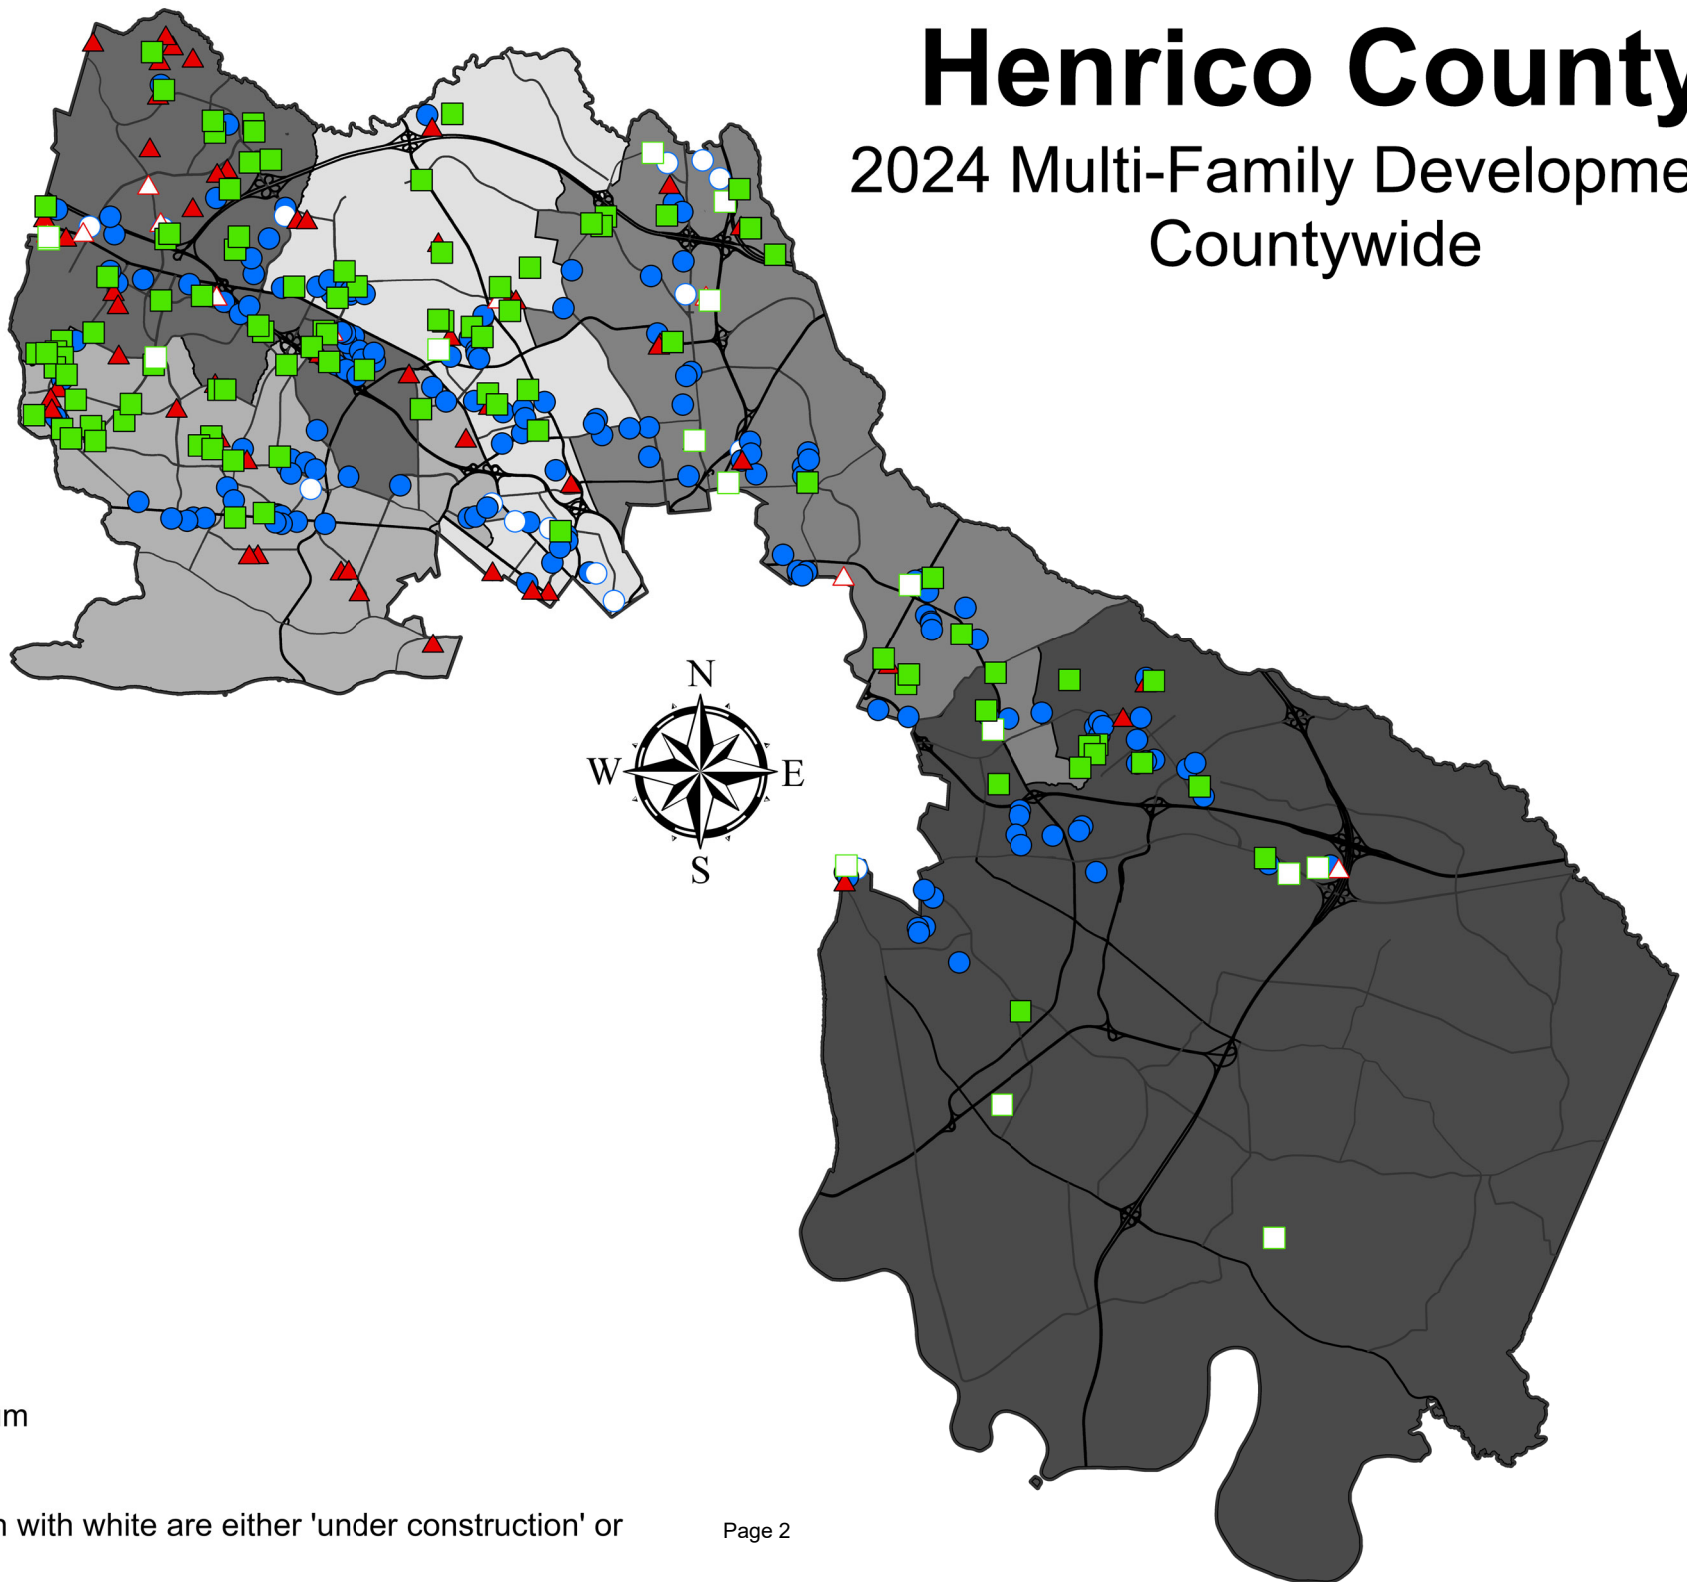 Henrico County
2024 Multi-Family Developme
Countywide
N
W E
S
m
with white are either 'under construction' or
Page 2